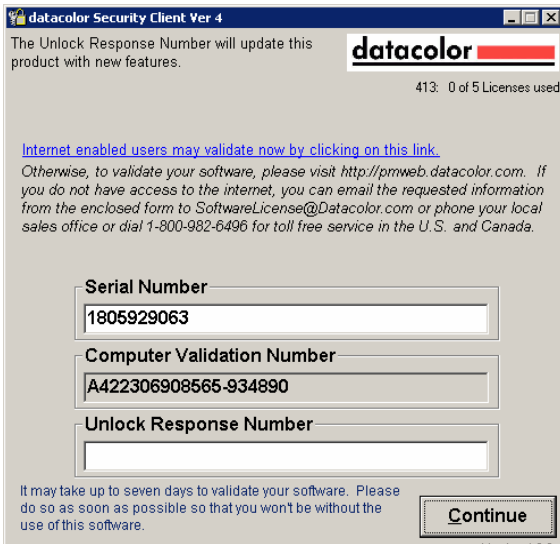 datacolor Security Client Ver 4
The Unlock Response Number will update this
product with new features.
datacolor
413: 0 of 5 Licenses used
Internet enabled users may validate now by clicking on this link.
Otherwise, to validate your software, please visit http://pmweb.datacolor.com. If
you do not have access to the internet, you can email the requested information
from the enclosed form to SoftwareLicense@Datacolor.com or phone your local
sales office or dial 1-800-982-6496 for toll free service in the U.S. and Canada.
Serial Number
1805929063
Computer Validation Number
A422306908565-934890
Unlock Response Number
It may take up to seven days to validate your software. Please
do so as soon as possible so that you won't be without the
use of this software.
Continue